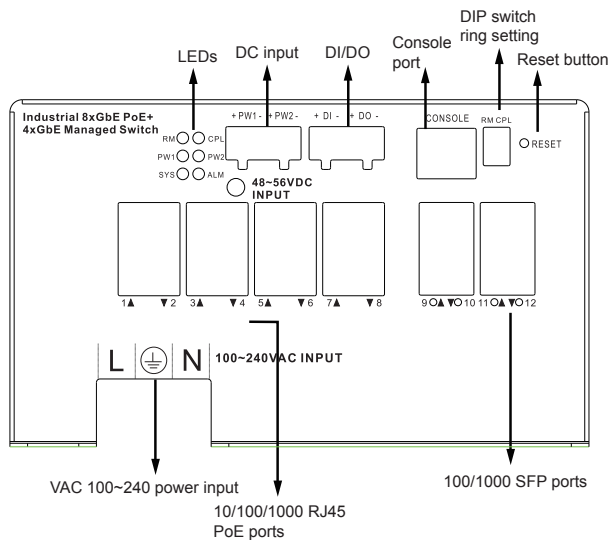 DIP switch
ring setting
LEDs
DC input
DI/DO
Console
port
Reset button
Industrial 8xGbE PoE+
4xGbE Managed Switch
+ PW1 - + PW2 -
+ DI - + DO -
CONSOLE
RM CPL
RM CPL
RESET
PW1 PW2
SYS ALM
48~56VDC
INPUT
1▲ ▼2 3▲ ▼4 5▲ ▼6 7▲ ▼8 9▲ ▼10 11▲ ▼12
L N 100~240VAC INPUT
VAC 100~240 power input
100/1000 SFP ports
10/100/1000 RJ45
PoE ports